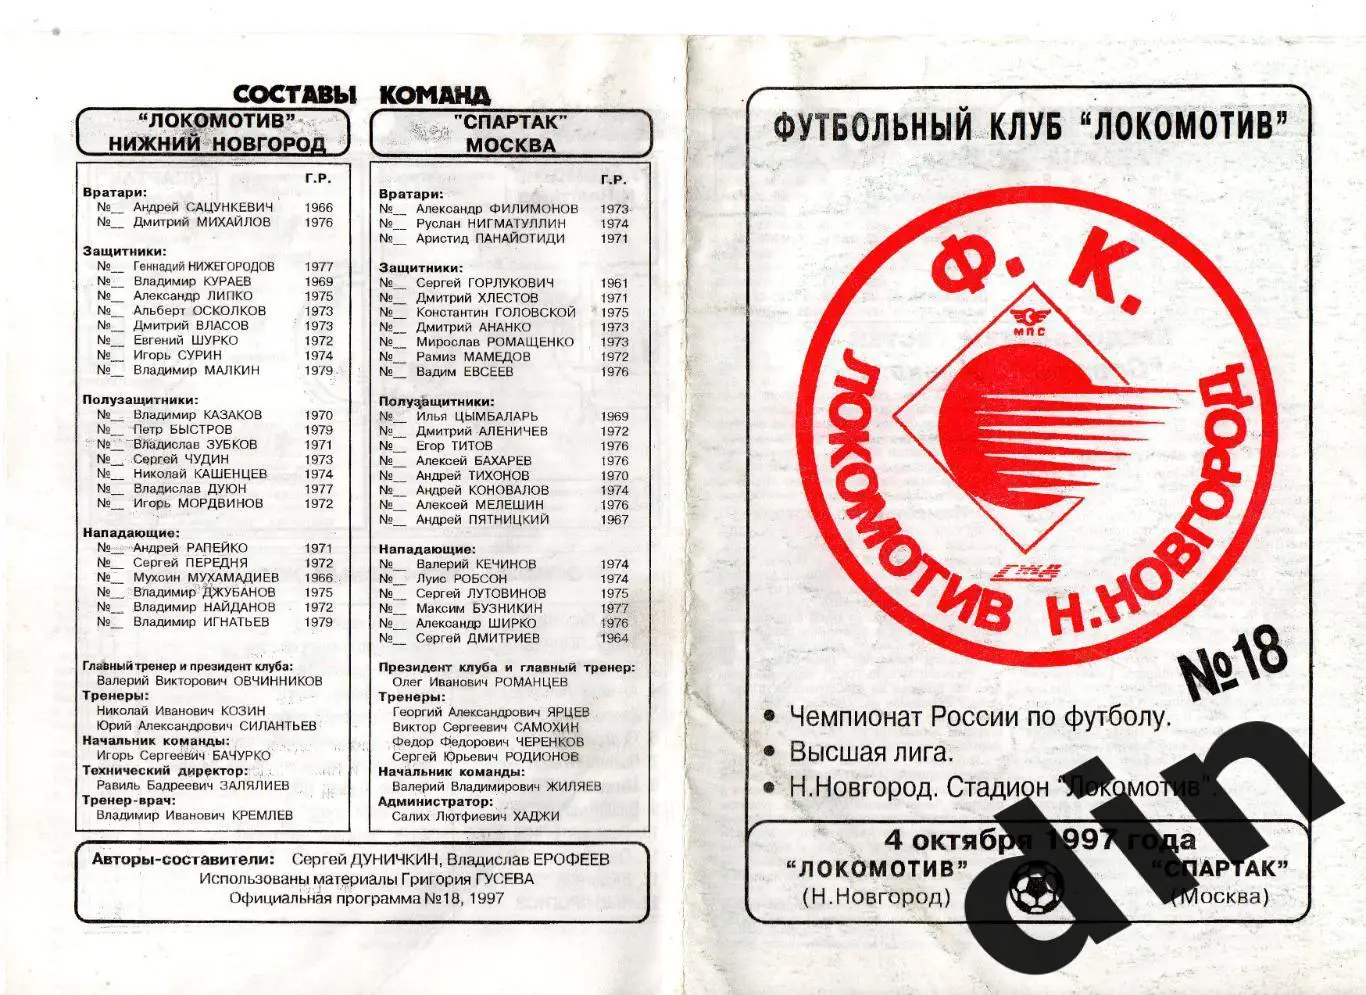 СОСТАВЫ КОМАНД
"ЛОКОМОТИВ"
НИЖНИЙ НОВГОРОД
Г.Р.
Вратари:
№__ Андрей САЦУНКЕВИЧ 1966
№__ Дмитрий МИХАЙЛОВ 1976
Защитники:
№__ Геннадий НИЖЕГОРОДОВ 1977
№__ Владимир КУРАЕВ 1969
№__ Александр ЛИПКО 1975
№__ Альберт ОСКОЛКОВ 1973
№__ Дмитрий ВЛАСОВ 1973
№__ Евгений ШУРКО 1972
№__ Игорь СУРИН 1974
№__ Владимир МАЛКИН 1979
Полузащитники:
№__ Владимир КАЗАКОВ 1970
№__ Петр БЫСТРОВ 1979
№__ Владислав ЗУБКОВ 1971
№__ Сергей ЧУДИН 1973
№__ Николай КАШЕНЦЕВ 1974
№__ Владислав ДУЮН 1977
№__ Игорь МОРДВИНОВ 1972
Нападающие:
№__ Андрей РАПЕЙКО 1971
№__ Сергей ПЕРЕДНЯ 1972
№__ Мухсин МУХАМАДИЕВ 1966
№__ Владимир ДЖУБАНОВ 1975
№__ Владимир НАЙДАНОВ 1972
№__ Владимир ИГНАТЬЕВ 1979
Главный тренер и президент клуба:
Валерий Викторович ОВЧИННИКОВ
Тренеры:
Николай Иванович КОЗИН
Юрий Александрович СИЛАНТЬЕВ
Начальник команды:
Игорь Сергеевич БАЧУРКО
Технический директор:
Равиль Бадреевич ЗАЛЯЛИЕВ
Тренер-врач:
Владимир Иванович КРЕМЛЕВ
"СПАРТАК"
МОСКВА
Г.Р.
Вратари:
№__ Александр ФИЛИМОНОВ 1973
№__ Руслан НИГМАТУЛЛИН 1974
№__ Аристид ПАНАЙОТИДИ 1971
Защитники:
№__ Сергей ГОРЛУКОВИЧ 1961
№__ Дмитрий ХЛЕСТОВ 1971
№__ Константин ГОЛОВСКОЙ 1975
№__ Дмитрий АНАНКО 1973
№__ Мирослав РОМАЩЕНКО 1973
№__ Рамиз МАМЕДОВ 1972
№__ Вадим ЕВСЕЕВ 1976
Полузащитники:
№__ Илья ЦЫМБАЛАРЬ 1969
№__ Дмитрий АЛЕНИЧЕВ 1972
№__ Егор ТИТОВ 1976
№__ Алексей БАХАРЕВ 1976
№__ Андрей ТИХОНОВ 1970
№__ Андрей КОНОВАЛОВ 1974
№__ Алексей МЕЛЕШИН 1976
№__ Андрей ПЯТНИЦКИЙ 1967
Нападающие:
№__ Валерий КЕЧИНОВ 1974
№__ Луис РОБСОН 1974
№__ Сергей ЛУТОВИНОВ 1975
№__ Максим БУЗНИКИН 1977
№__ Александр ШИРКО 1976
№__ Сергей ДМИТРИЕВ 1964
Президент клуба и главный тренер:
Олег Иванович РОМАНЦЕВ
Тренеры:
Георгий Александрович ЯРЦЕВ
Виктор Сергеевич САМОХИН
Федор Федорович ЧЕРЕНКОВ
Сергей Юрьевич РОДИОНОВ
Начальник команды:
Валерий Владимирович ЖИЛЯЕВ
Администратор:
Салих Лютфиевич ХАДЖИ
Авторы-составители: Сергей ДУНИЧКИН, Владислав ЕРОФЕЕВ
Использованы материалы Григория ГУСЕВА
Официальная программа №18, 1997
ФУТБОЛЬНЫЙ КЛУБ "ЛОКОМОТИВ"
Ф. К.
МПС
ГЖД
ЛОКОМОТИВ Н.НОВГОРОД
№18
• Чемпионат России по футболу.
• Высшая лига.
• Н.Новгород. Стадион "Локомотив".
4 октября 1997 года
"ЛОКОМОТИВ" "СПАРТАК"
(Н.Новгород) (Москва)
din